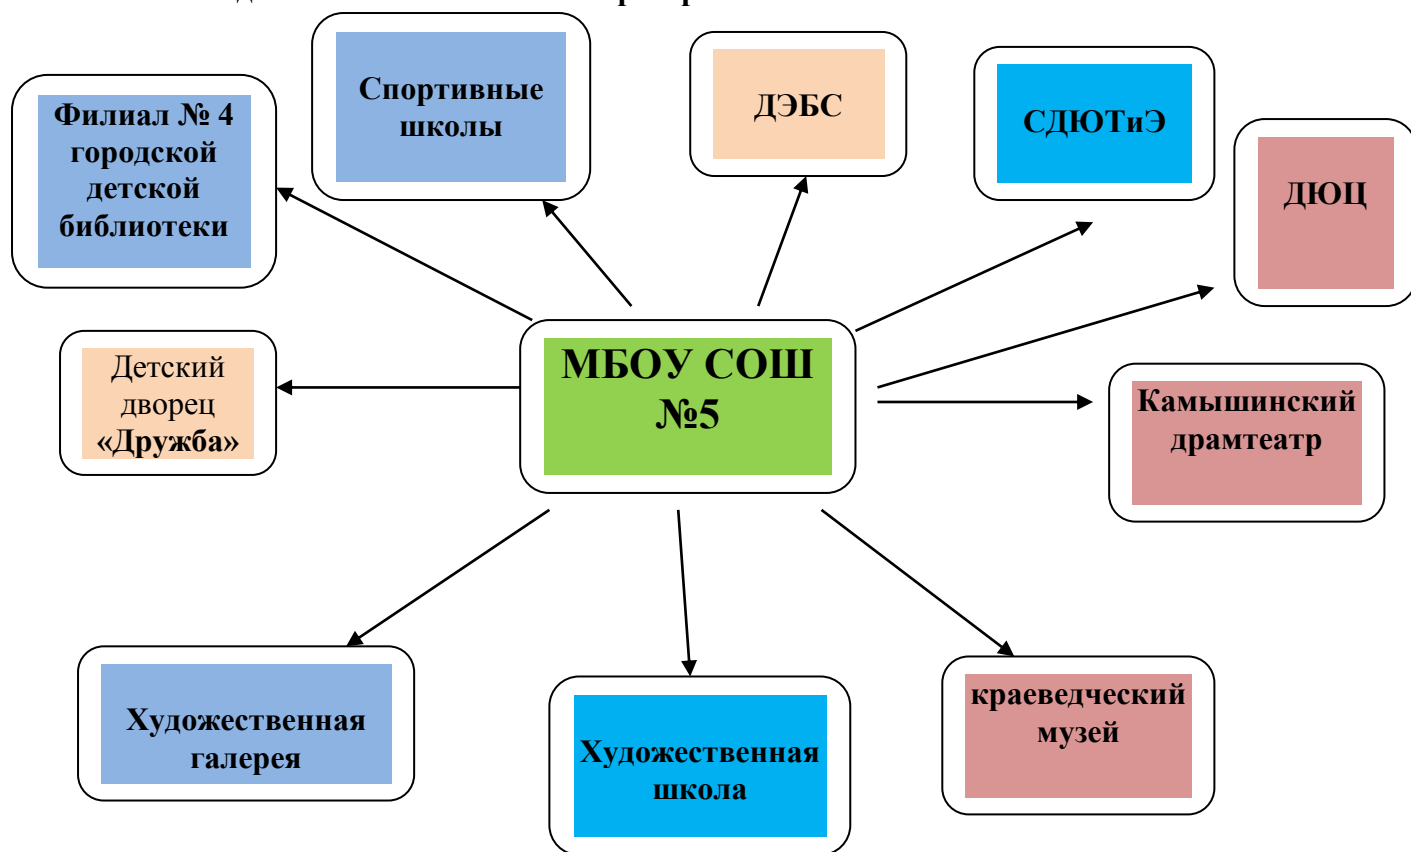 Спортивные
школы
Филиал № 4
городской
детской
библиотеки
ДЭБС
СДЮТиЭ
ДЮЦ
Детский
дворец
«Дружба»
МБОУ СОШ
№5
Камышинский
драмтеатр
Художественная
галерея
Художественная
школа
краеведческий
музей